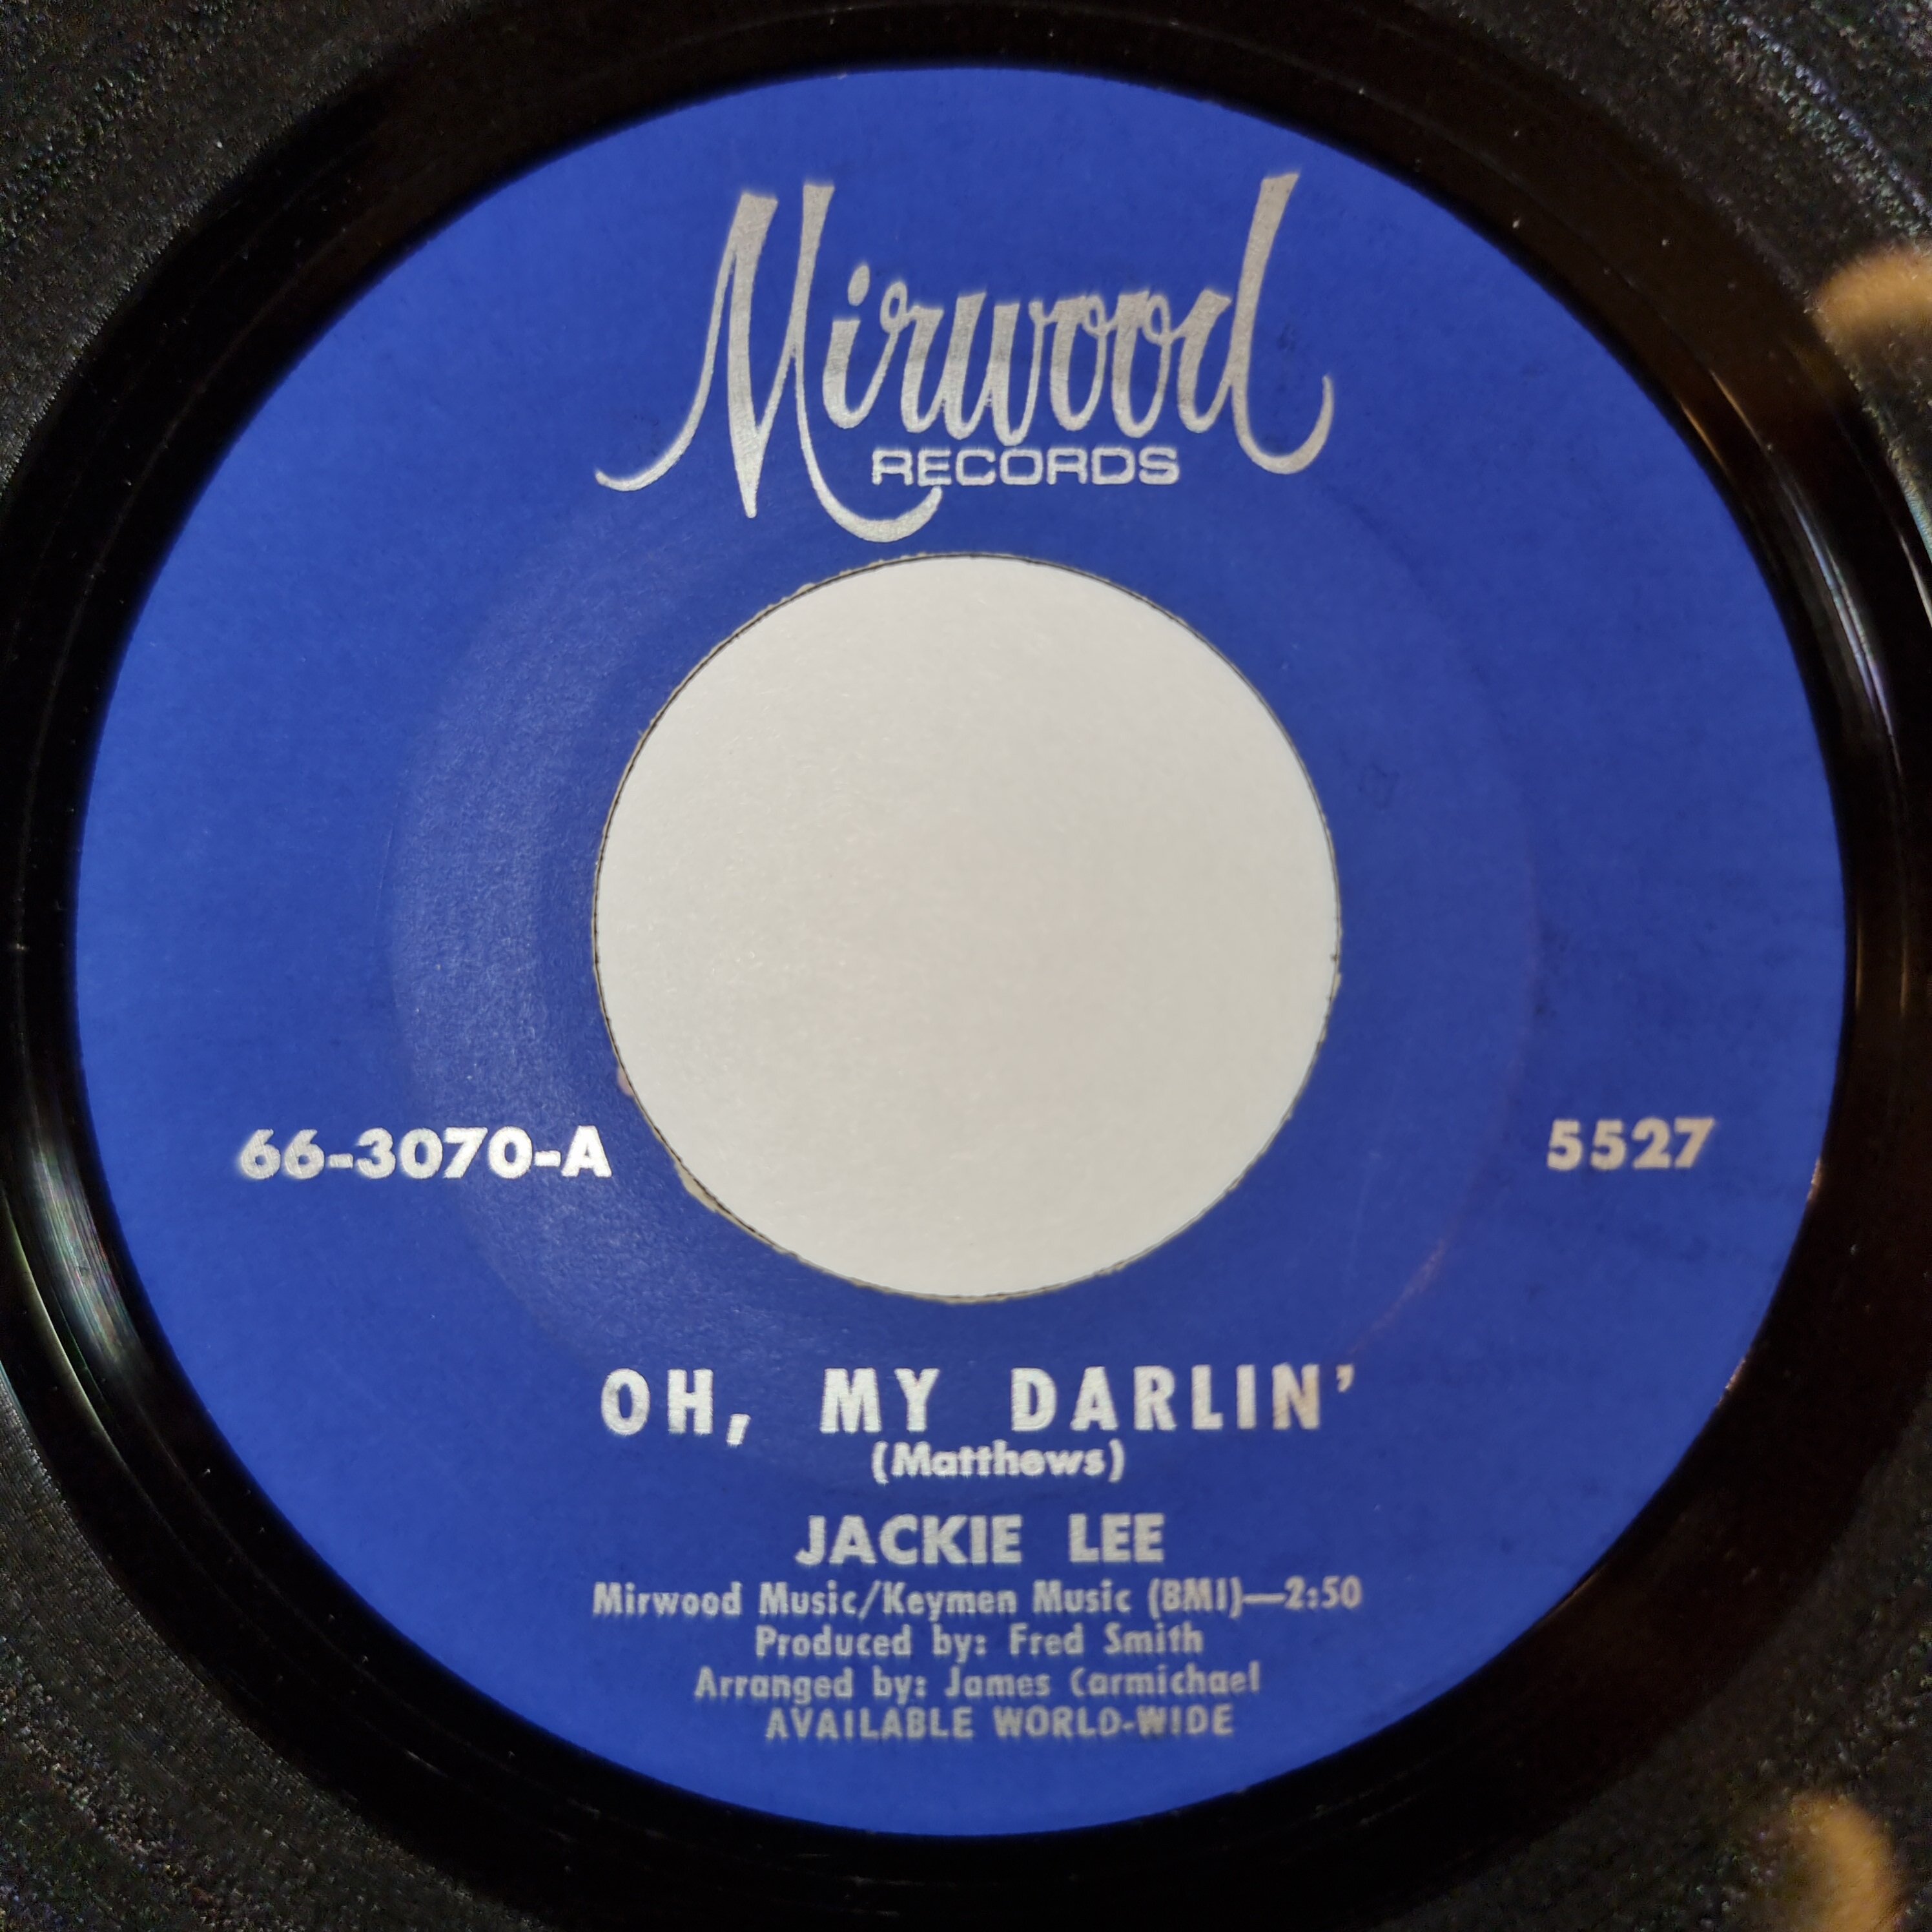 Mirwood
RECORDS
66-3070-A
5527
OH, MY DARLIN'
(Matthews)
JACKIE LEE
Mirwood Music/Keymen Music (BMI)—2:50
Produced by: Fred Smith
Arranged by: James Carmichael
AVAILABLE WORLD-WIDE